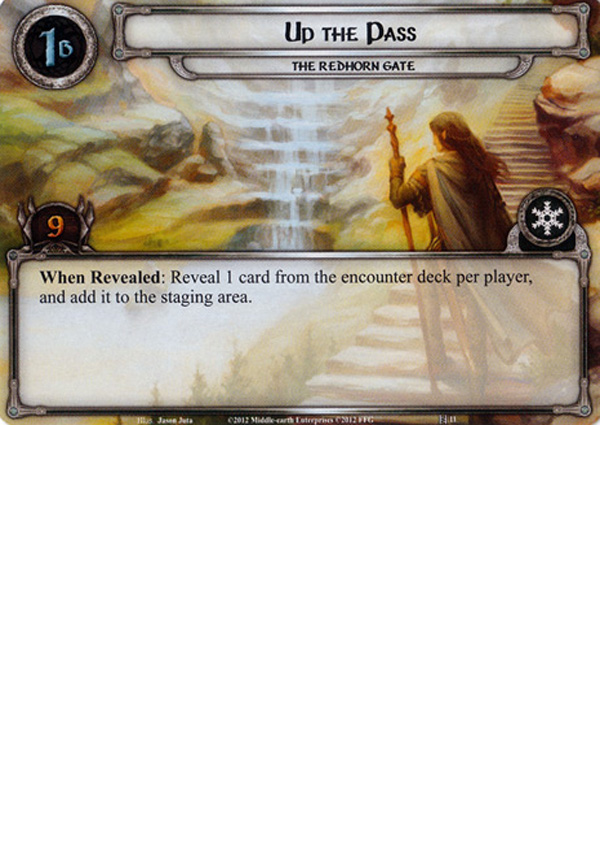 1B
UP THE PASS
THE REDHORN GATE
9
When Revealed: Reveal 1 card from the encounter deck per player,
and add it to the staging area.
Illus. Jason Juta ©2012 Middle-earth Enterprises ©2012 FFG